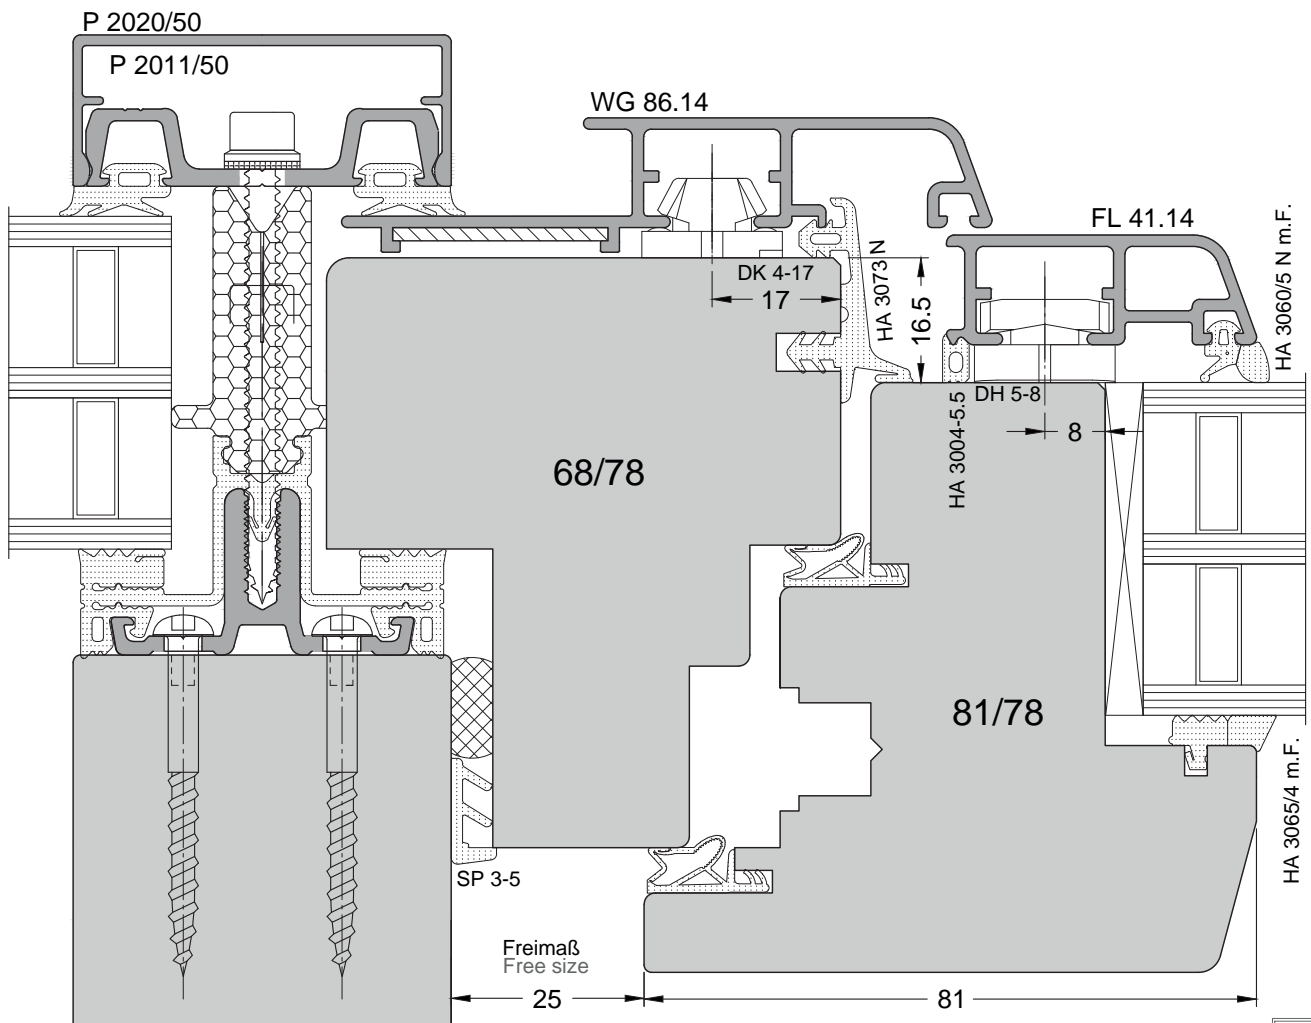 P 2020/50
P 2011/50
WG 86.14
FL 41.14
HA 3060/5 N m.F.
DK 4-17
17
HA 3073 N
16.5
DH 5-8
8
HA 3004-5.5
68/78
81/78
HA 3065/4 m.F.
SP 3-5
Freimaß
Free size
25
81